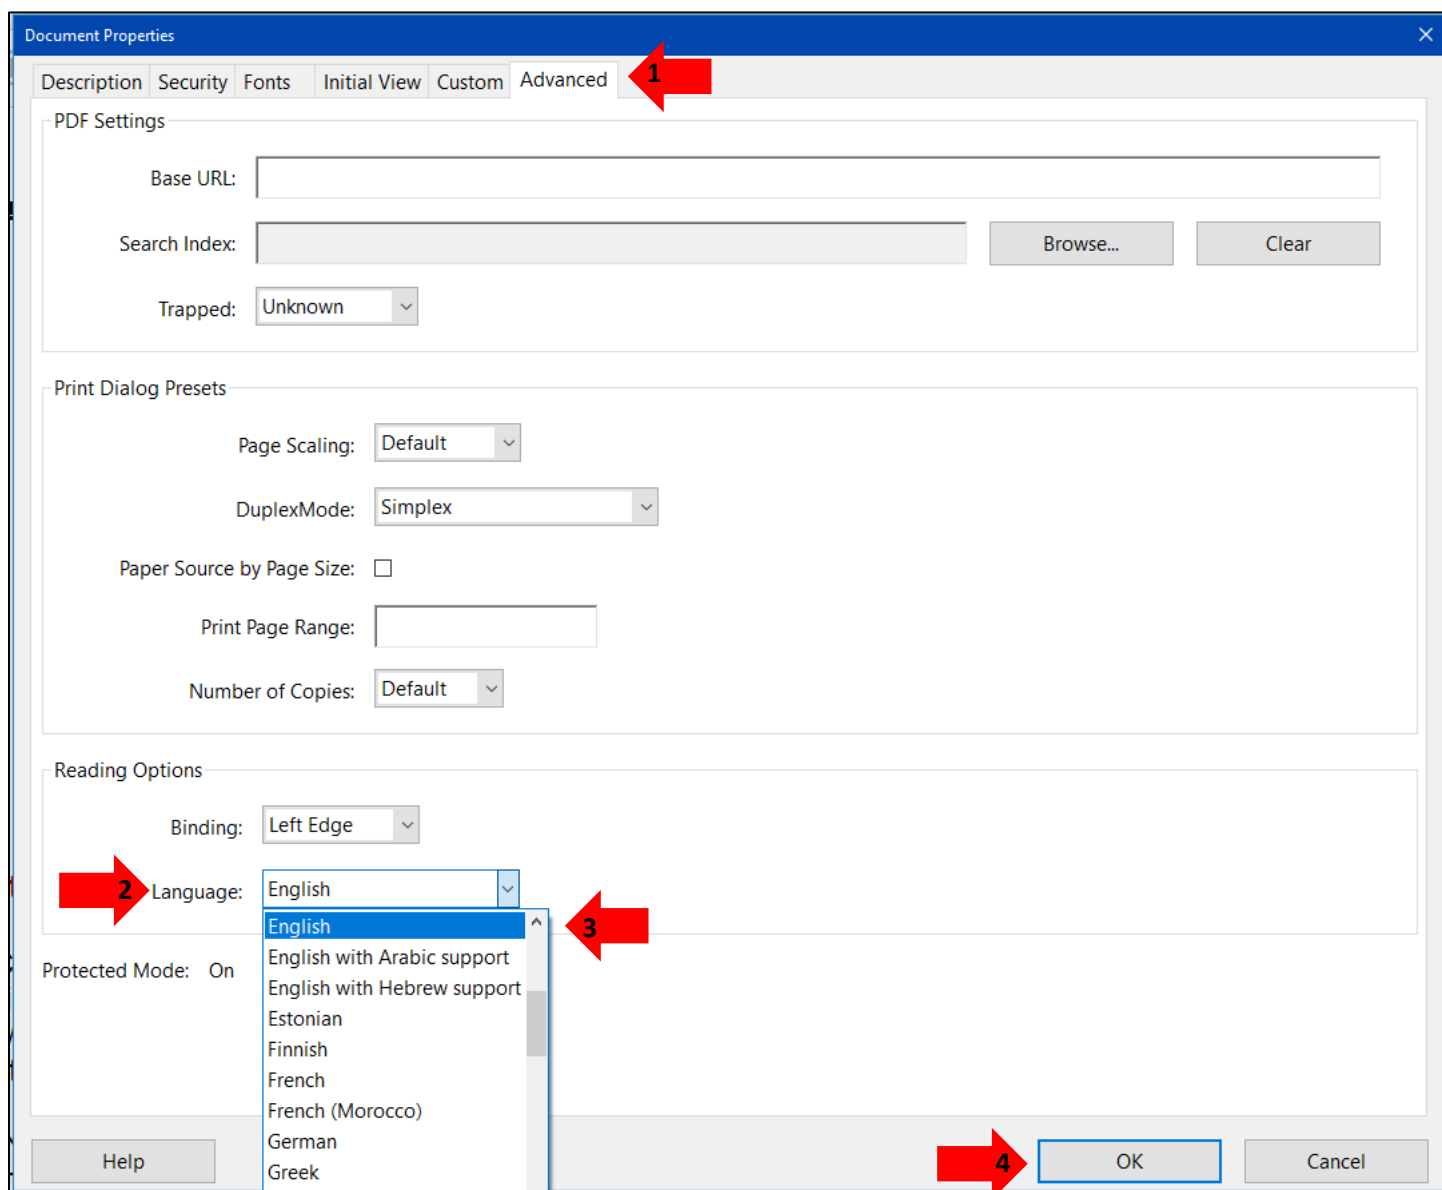 Document Properties
Description Security Fonts Initial View Custom Advanced 1
PDF Settings
Base URL:
Search Index: Browse... Clear
Trapped: Unknown
Print Dialog Presets
Page Scaling: Default
DuplexMode: Simplex
Paper Source by Page Size:
Print Page Range:
Number of Copies: Default
Reading Options
Binding: Left Edge
2 Language: English
English 3
English with Arabic support
English with Hebrew support
Protected Mode: On
Estonian
Finnish
French
French (Morocco)
German
Greek
Help 4 OK Cancel